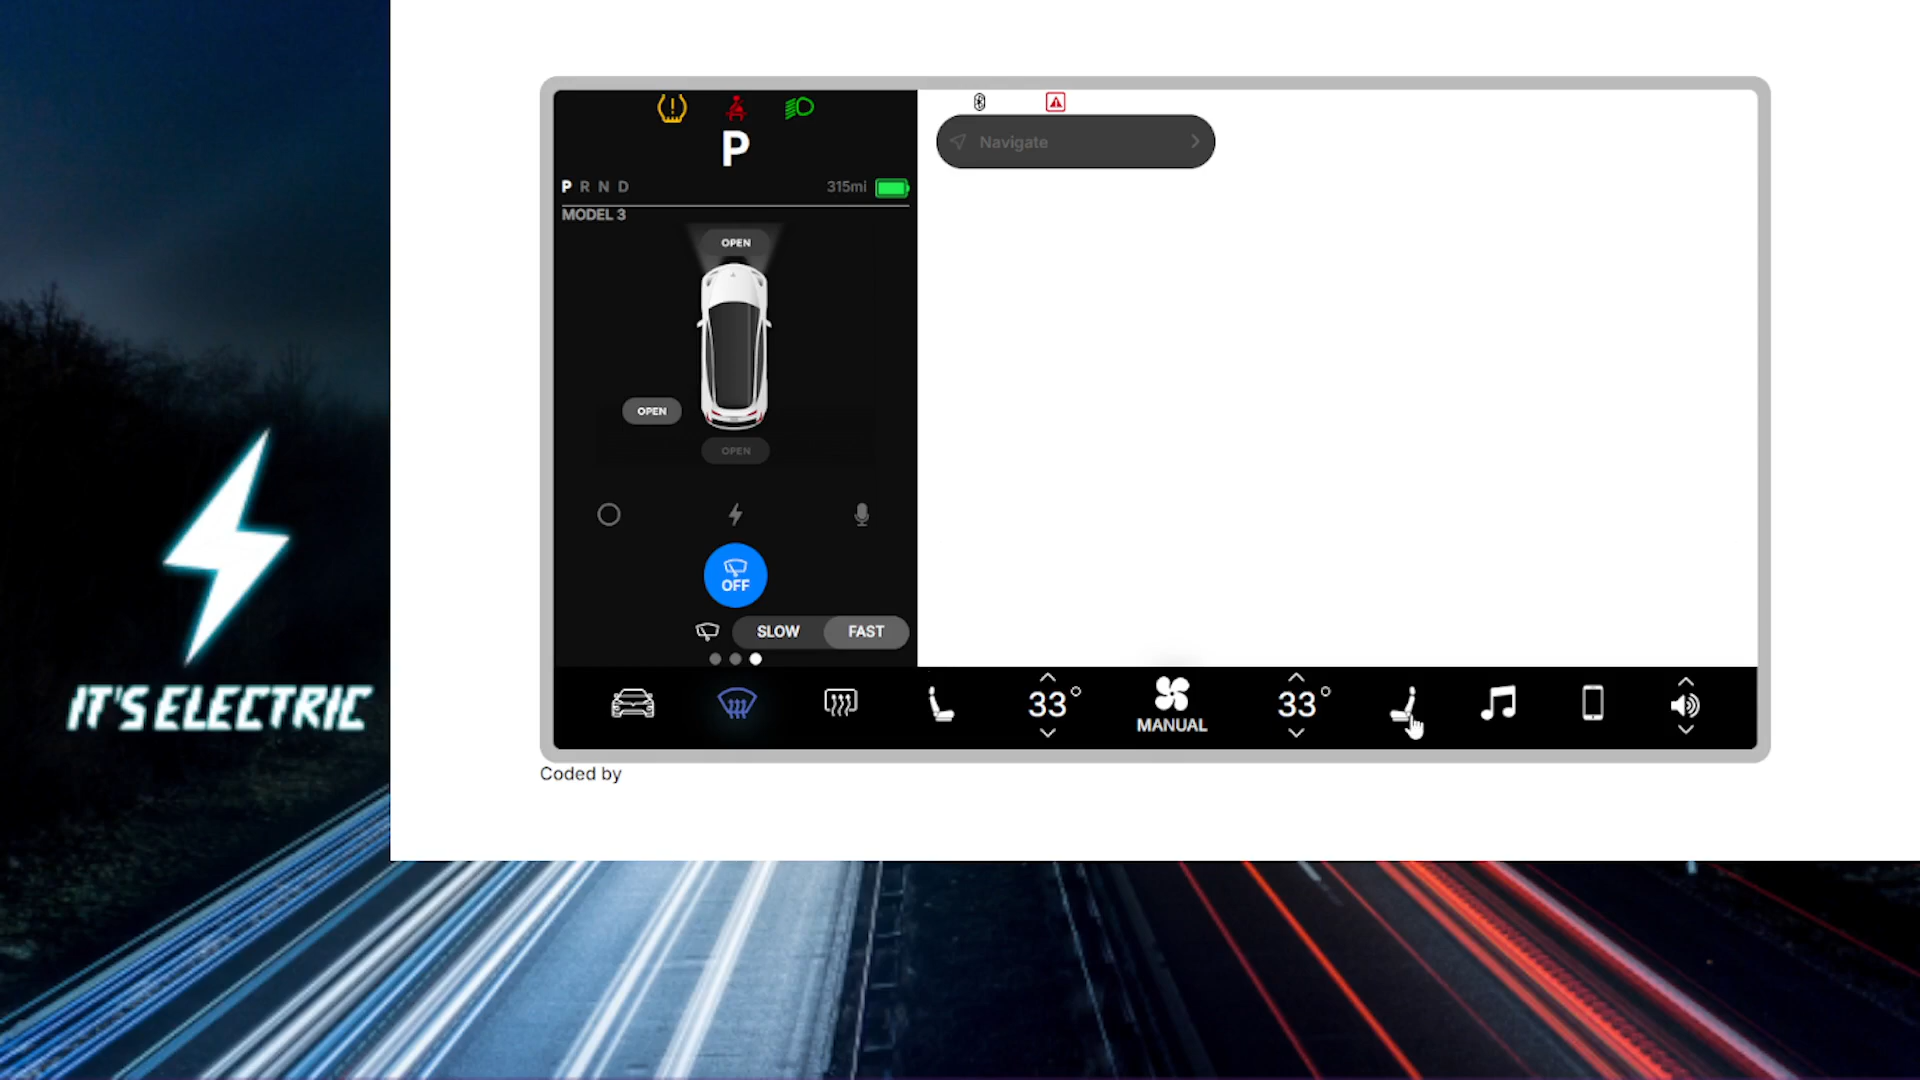 P
P R N D
315mi
MODEL 3
OPEN
OPEN
OPEN
OFF
SLOW
FAST
Navigate
33°
MANUAL
33°
Coded by
IT'S ELECTRIC